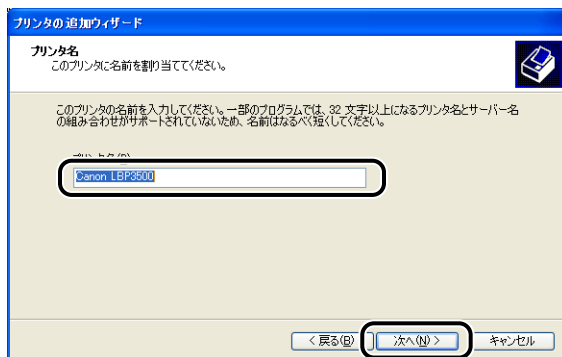 プリンタの追加ウィザード
プリンタ名
このプリンタに名前を割り当ててください。
このプリンタの名前を入力してください。一部のプログラムでは、32 文字以上になるプリンタ名とサーバー名
の組み合わせがサポートされていないため、名前はなるべく短くしてください。
Canon LBP3500
< 戻る(B)
次へ(N) >
キャンセル